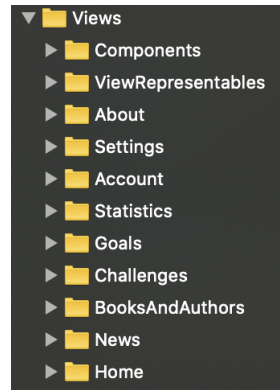 Views
Components
ViewRepresentables
About
Settings
Account
Statistics
Goals
Challenges
BooksAndAuthors
News
Home